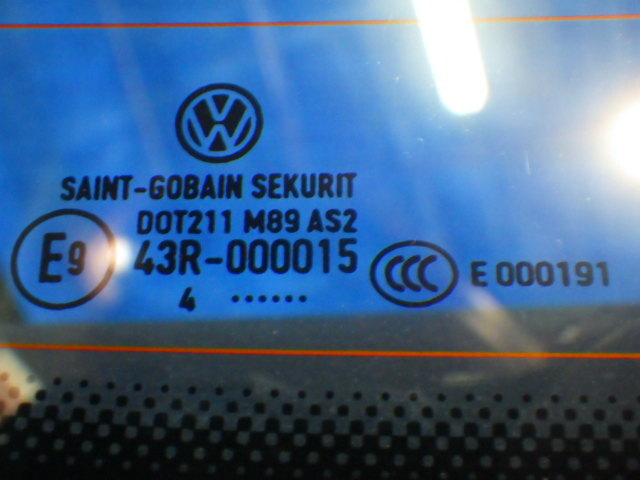 SAINT-GOBAIN SEKURIT
DOT211 M89 AS2
E9 43R-000015
4 ......
CCC E 000191